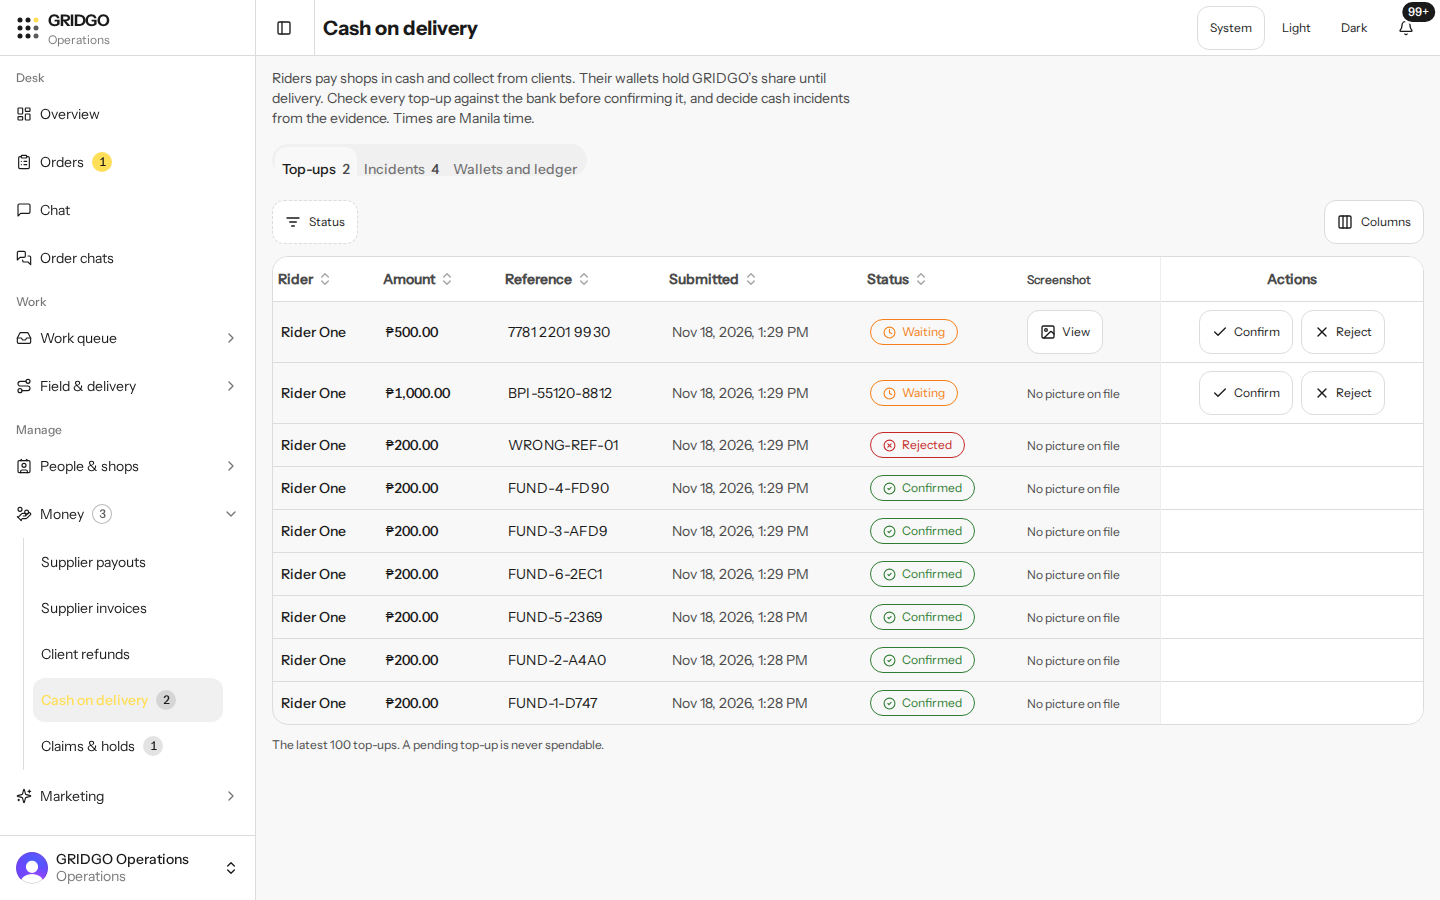 GRIDGO
Operations
Desk
Overview
Orders 1
Chat
Order chats
Work
Work queue
Field & delivery
Manage
People & shops
Money 3
Supplier payouts
Supplier invoices
Client refunds
Cash on delivery 2
Claims & holds 1
Marketing
GRIDGO Operations
Operations
Cash on delivery
System Light Dark 99+
Riders pay shops in cash and collect from clients. Their wallets hold GRIDGO's share until
delivery. Check every top-up against the bank before confirming it, and decide cash incidents
from the evidence. Times are Manila time.
Top-ups 2 Incidents 4 Wallets and ledger
Status Columns
Rider Amount Reference Submitted Status Screenshot Actions
Rider One ₱500.00 7781 2201 9930 Nov 18, 2026, 1:29 PM Waiting View Confirm Reject
Rider One ₱1,000.00 BPI-55120-8812 Nov 18, 2026, 1:29 PM Waiting No picture on file Confirm Reject
Rider One ₱200.00 WRONG-REF-01 Nov 18, 2026, 1:29 PM Rejected No picture on file
Rider One ₱200.00 FUND-4-FD90 Nov 18, 2026, 1:29 PM Confirmed No picture on file
Rider One ₱200.00 FUND-3-AFD9 Nov 18, 2026, 1:29 PM Confirmed No picture on file
Rider One ₱200.00 FUND-6-2EC1 Nov 18, 2026, 1:29 PM Confirmed No picture on file
Rider One ₱200.00 FUND-5-2369 Nov 18, 2026, 1:28 PM Confirmed No picture on file
Rider One ₱200.00 FUND-2-A4A0 Nov 18, 2026, 1:28 PM Confirmed No picture on file
Rider One ₱200.00 FUND-1-D747 Nov 18, 2026, 1:28 PM Confirmed No picture on file
The latest 100 top-ups. A pending top-up is never spendable.